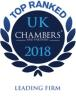 TOP RANKED
UK
CHAMBERS
2018
LEADING FIRM